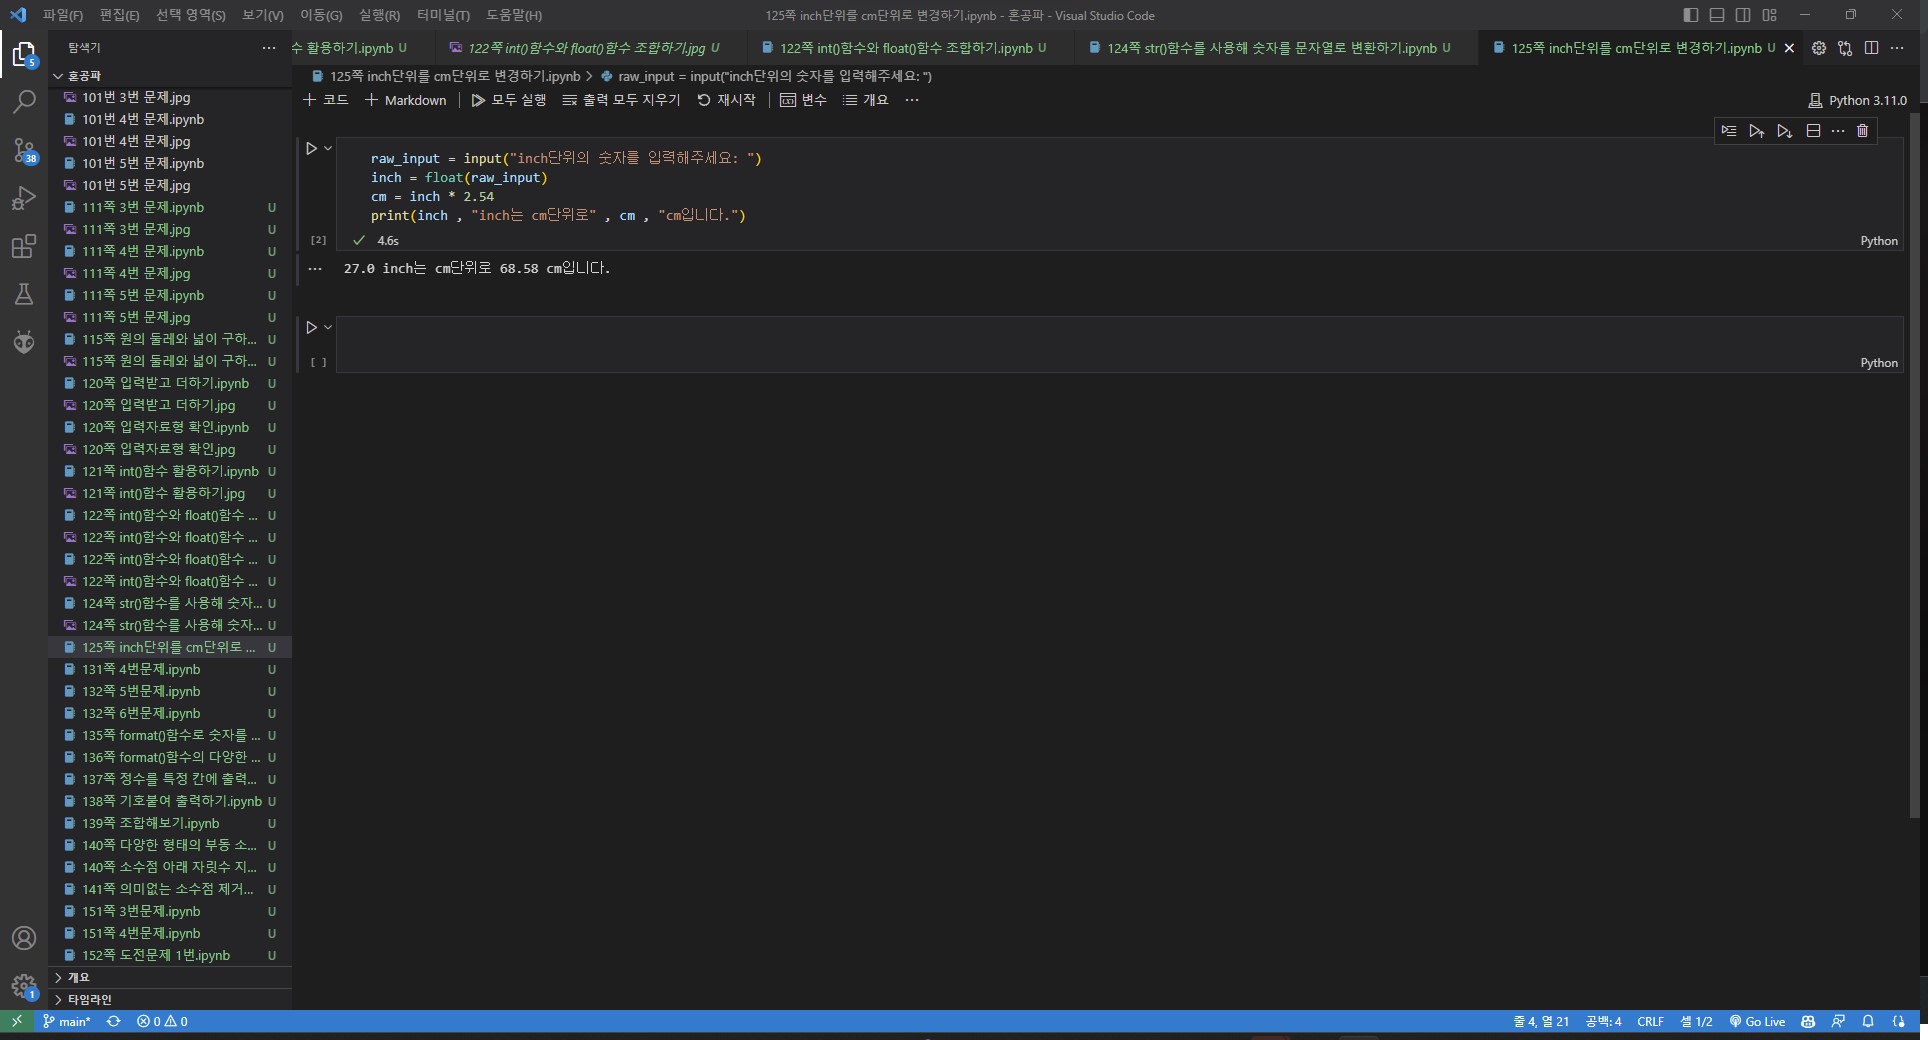 파일(F) 편집(E) 선택 영역(S) 보기(V) 이동(G) 실행(R) 터미널(T) 도움말(H) 125쪽 inch단위를 cm단위로 변경하기.ipynb - 혼공파 - Visual Studio Code
탐색기
수 활용하기.ipynb U 122쪽 int()함수와 float()함수 조합하기.jpg U 122쪽 int()함수와 float()함수 조합하기.ipynb U 124쪽 str()함수를 사용해 숫자를 문자열로 변환하기.ipynb U 125쪽 inch단위를 cm단위로 변경하기.ipynb U
125쪽 inch단위를 cm단위로 변경하기.ipynb > raw_input = input("inch단위의 숫자를 입력해주세요: ")
+ 코드 + Markdown 모두 실행 출력 모두 지우기 재시작 변수 개요 ... Python 3.11.0
raw_input = input("inch단위의 숫자를 입력해주세요: ")
inch = float(raw_input)
cm = inch * 2.54
print(inch , "inch는 cm단위로" , cm , "cm입니다.")
[2] 4.6s Python
27.0 inch는 cm단위로 68.58 cm입니다.
[ ] Python
5
38
혼공파
101번 3번 문제.jpg
101번 4번 문제.ipynb
101번 4번 문제.jpg
101번 5번 문제.ipynb
101번 5번 문제.jpg
111쪽 3번 문제.ipynb U
111쪽 3번 문제.jpg U
111쪽 4번 문제.ipynb U
111쪽 4번 문제.jpg U
111쪽 5번 문제.ipynb U
111쪽 5번 문제.jpg U
115쪽 원의 둘레와 넓이 구하... U
115쪽 원의 둘레와 넓이 구하... U
120쪽 입력받고 더하기.ipynb U
120쪽 입력받고 더하기.jpg U
120쪽 입력자료형 확인.ipynb U
120쪽 입력자료형 확인.jpg U
121쪽 int()함수 활용하기.ipynb U
121쪽 int()함수 활용하기.jpg U
122쪽 int()함수와 float()함수 ... U
122쪽 int()함수와 float()함수 ... U
122쪽 int()함수와 float()함수 ... U
122쪽 int()함수와 float()함수 ... U
124쪽 str()함수를 사용해 숫자... U
124쪽 str()함수를 사용해 숫자... U
125쪽 inch단위를 cm단위로 ... U
131쪽 4번문제.ipynb U
132쪽 5번문제.ipynb U
132쪽 6번문제.ipynb U
135쪽 format()함수로 숫자를 ... U
136쪽 format()함수의 다양한 ... U
137쪽 정수를 특정 칸에 출력... U
138쪽 기호붙여 출력하기.ipynb U
139쪽 조합해보기.ipynb U
140쪽 다양한 형태의 부동 소... U
140쪽 소수점 아래 자릿수 지... U
141쪽 의미없는 소수점 제거... U
151쪽 3번문제.ipynb U
151쪽 4번문제.ipynb U
152쪽 도전문제 1번.ipynb U
개요
타임라인
1
main* 0 0 줄 4, 열 21 공백: 4 CRLF 셀 1/2 Go Live